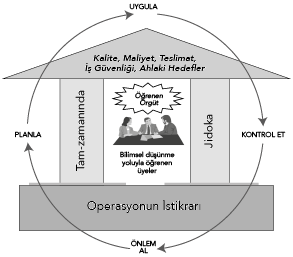 UYGULA
Kalite, Maliyet, Teslimat,
İş Güvenliği, Ahlaki Hedefler
Öğrenen
Örgüt
PLANLA
Tam-zamanında
Jidoka
KONTROL ET
Bilimsel düşünme
yoluyla öğrenen
üyeler
Operasyonun İstikrarı
ÖNLEM
AL